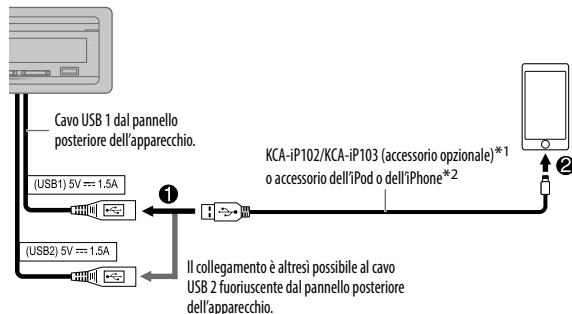 Cavo USB 1 dal pannello
posteriore dell'apparecchio.
KCA-iP102/KCA-iP103 (accessorio opzionale)*1
o accessorio dell'iPod o dell'iPhone*2
(USB1) 5V ⎓ 1.5A
1
2
(USB2) 5V ⎓ 1.5A
Il collegamento è altresì possibile al cavo
USB 2 fuoriuscente dal pannello posteriore
dell'apparecchio.